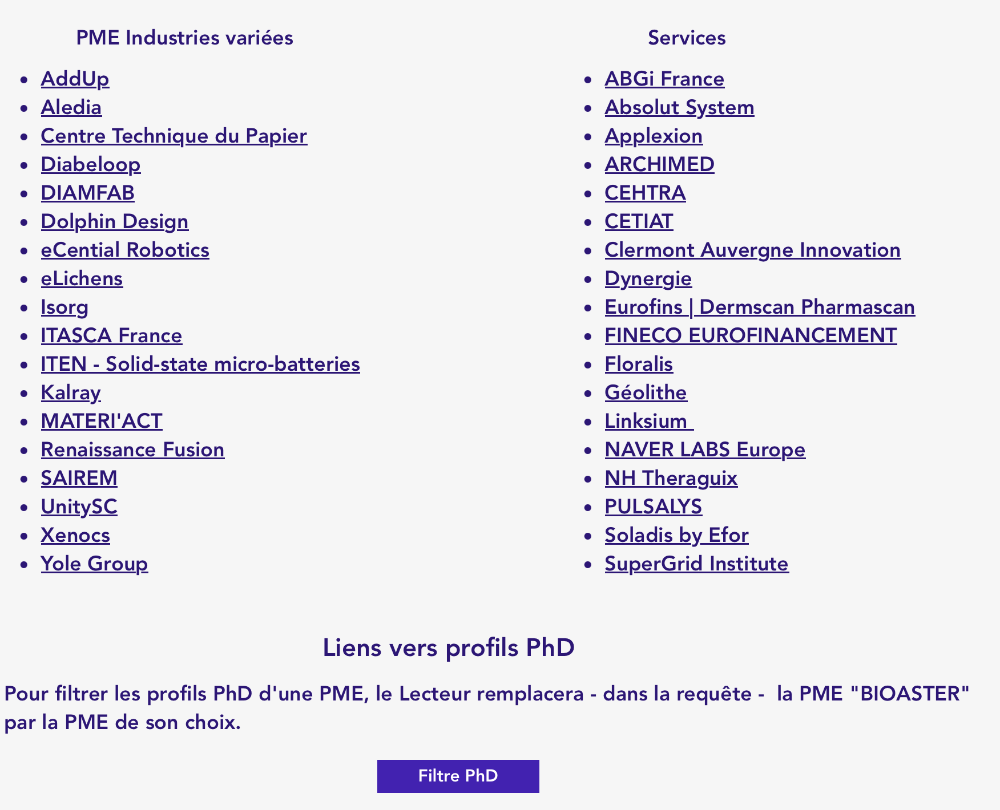 PME Industries variées
AddUp
Aledia
Centre Technique du Papier
Diabeloop
DIAMFAB
Dolphin Design
eCential Robotics
eLichens
Isorg
ITASCA France
ITEN - Solid-state micro-batteries
Kalray
MATERI'ACT
Renaissance Fusion
SAIREM
UnitySC
Xenocs
Yole Group
Services
ABGi France
Absolut System
Applexion
ARCHIMED
CEHTRA
CETIAT
Clermont Auvergne Innovation
Dynergie
Eurofins | Dermscan Pharmascan
FINECO EUROFINANCEMENT
Floralis
Géolithe
Linksium
NAVER LABS Europe
NH Theraguix
PULSALYS
Soladis by Efor
SuperGrid Institute
Liens vers profils PhD
Pour filtrer les profils PhD d'une PME, le Lecteur remplacera - dans la requête -  la PME "BIOASTER"
par la PME de son choix.
Filtre PhD